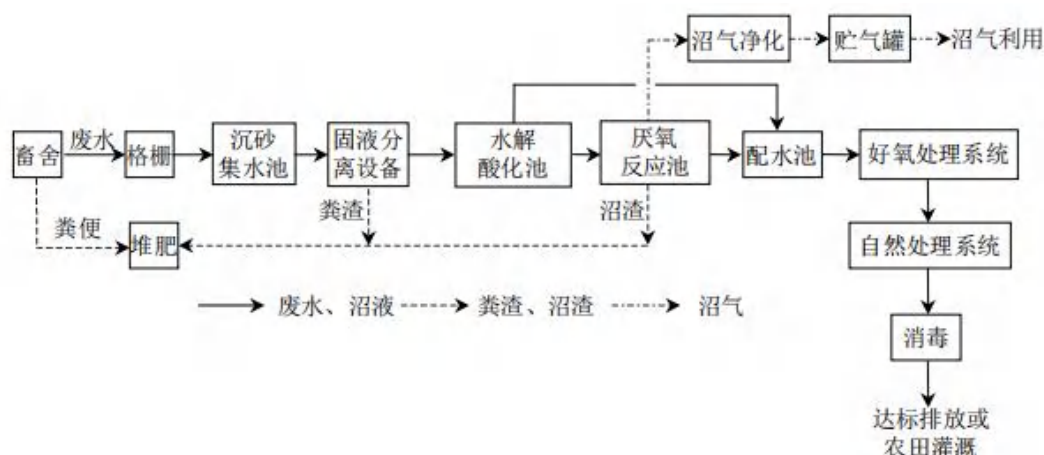 沼气净化
贮气罐
沼气利用
畜舍
废水
格栅
沉砂
集水池
固液分
离设备
水解
酸化池
厌氧
反应池
配水池
好氧处理系统
粪便
堆肥
粪渣
沼渣
自然处理系统
废水、沼液
粪渣、沼渣
沼气
消毒
达标排放或
农田灌溉